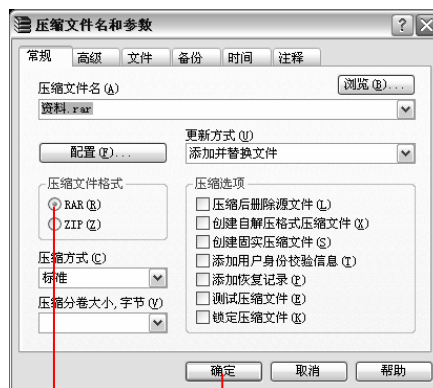 压缩文件名和参数
常规 高级 文件 备份 时间 注释
压缩文件名(A)
浏览(B)...
资料.rar
更新方式(U)
配置(F)...
添加并替换文件
压缩文件格式
RAR(R)
ZIP(Z)
压缩方式(C)
标准
压缩分卷大小,字节(V)
压缩选项
压缩后删除源文件(L)
创建自解压格式压缩文件(X)
创建固实压缩文件(S)
添加用户身份校验信息(T)
添加恢复记录(P)
测试压缩文件(E)
锁定压缩文件(K)
确定 取消 帮助